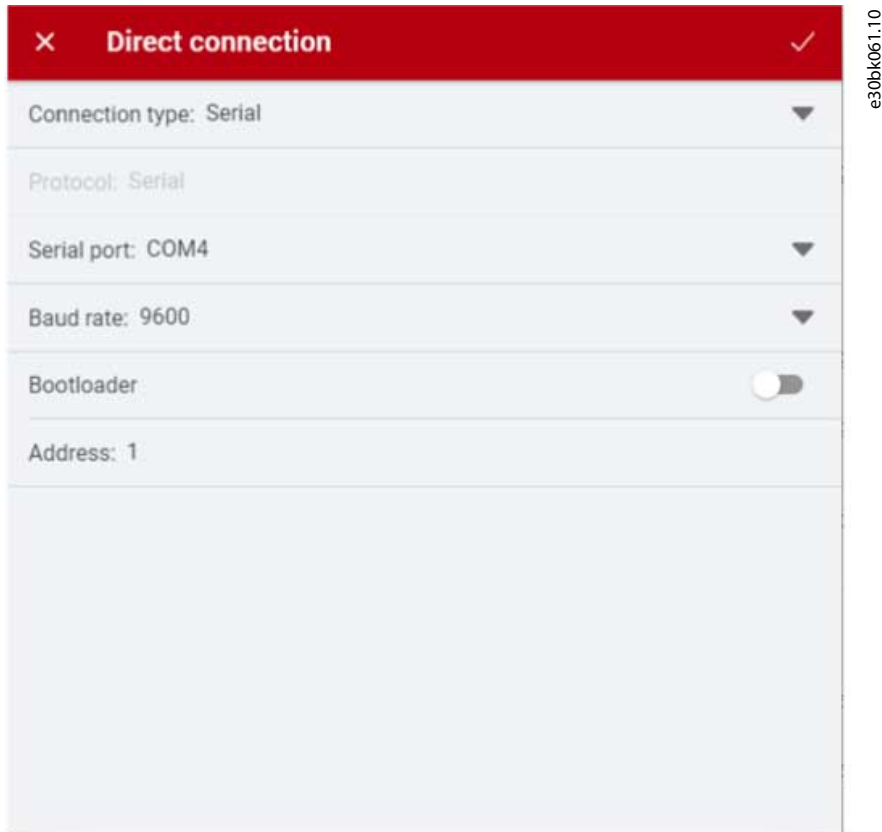 Direct connection
Connection type: Serial
Protocol: Serial
Serial port: COM4
Baud rate: 9600
Bootloader
Address: 1
e30bk061.10